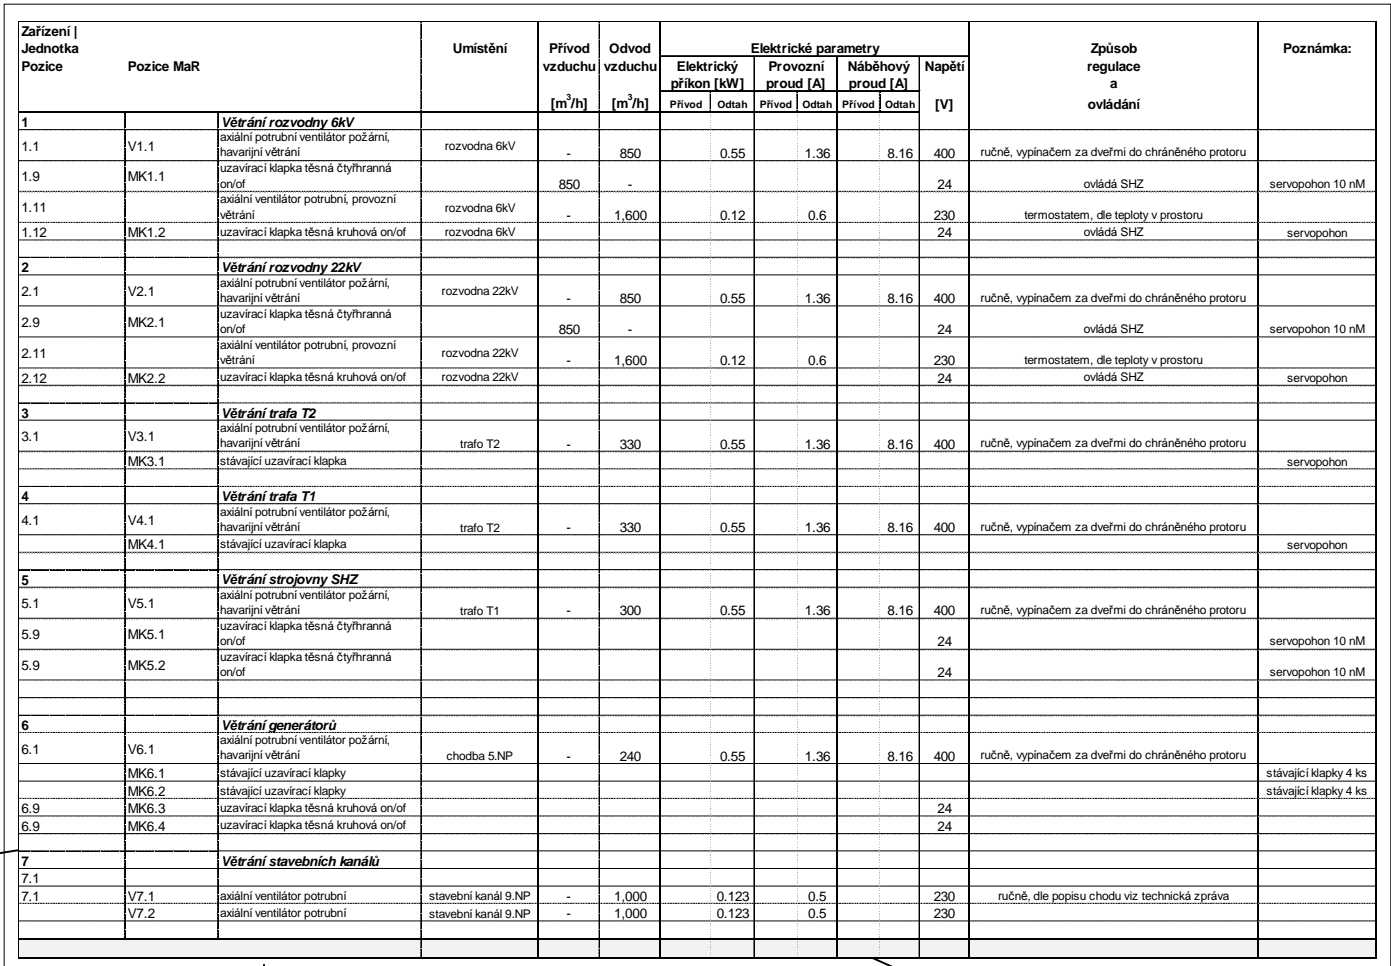 Zařízení |
Jednotka Umístění Přívod Odvod Elektrické parametry Způsob Poznámka:
Pozice Pozice MaR vzduchu vzduchu Elektrický Provozní Náběhový Napětí regulace
příkon [kW] proud [A] proud [A] a
[m³/h] [m³/h] Přívod Odtah Přívod Odtah Přívod Odtah [V] ovládání
1 Větrání rozvodny 6kV
axiální potrubní ventilátor požární,
1.1 V1.1 havarijní větrání rozvodna 6kV - 850 0.55 1.36 8.16 400 ručně, vypínačem za dveřmi do chráněného protoru
uzavírací klapka těsná čtyřhranná
1.9 MK1.1 on/of 850 - 24 ovládá SHZ servopohon 10 nM
axiální ventilátor potrubní, provozní
1.11 větrání rozvodna 6kV - 1,600 0.12 0.6 230 termostatem, dle teploty v prostoru
1.12 MK1.2 uzavírací klapka těsná kruhová on/of rozvodna 6kV 24 ovládá SHZ servopohon
2 Větrání rozvodny 22kV
axiální potrubní ventilátor požární,
2.1 V2.1 havarijní větrání rozvodna 22kV - 850 0.55 1.36 8.16 400 ručně, vypínačem za dveřmi do chráněného protoru
uzavírací klapka těsná čtyřhranná
2.9 MK2.1 on/of 850 - 24 ovládá SHZ servopohon 10 nM
axiální ventilátor potrubní, provozní
2.11 větrání rozvodna 22kV - 1,600 0.12 0.6 230 termostatem, dle teploty v prostoru
2.12 MK2.2 uzavírací klapka těsná kruhová on/of rozvodna 22kV 24 ovládá SHZ servopohon
3 Větrání trafa T2
axiální potrubní ventilátor požární,
3.1 V3.1 havarijní větrání trafo T2 - 330 0.55 1.36 8.16 400 ručně, vypínačem za dveřmi do chráněného protoru
MK3.1 stávající uzavírací klapka servopohon
4 Větrání trafa T1
axiální potrubní ventilátor požární,
4.1 V4.1 havarijní větrání trafo T2 - 330 0.55 1.36 8.16 400 ručně, vypínačem za dveřmi do chráněného protoru
MK4.1 stávající uzavírací klapka servopohon
5 Větrání strojovny SHZ
axiální potrubní ventilátor požární,
5.1 V5.1 havarijní větrání trafo T1 - 300 0.55 1.36 8.16 400 ručně, vypínačem za dveřmi do chráněného protoru
uzavírací klapka těsná čtyřhranná
5.9 MK5.1 on/of 24 servopohon 10 nM
uzavírací klapka těsná čtyřhranná
5.9 MK5.2 on/of 24 servopohon 10 nM
6 Větrání generátorů
axiální potrubní ventilátor požární,
6.1 V6.1 havarijní větrání chodba 5.NP - 240 0.55 1.36 8.16 400 ručně, vypínačem za dveřmi do chráněného protoru
MK6.1 stávající uzavírací klapky stávající klapky 4 ks
MK6.2 stávající uzavírací klapky stávající klapky 4 ks
6.9 MK6.3 uzavírací klapka těsná kruhová on/of 24
6.9 MK6.4 uzavírací klapka těsná kruhová on/of 24
7 Větrání stavebních kanálů
7.1
7.1 V7.1 axiální ventilátor potrubní stavební kanál 9.NP - 1,000 0.123 0.5 230 ručně, dle popisu chodu viz technická zpráva
V7.2 axiální ventilátor potrubní stavební kanál 9.NP - 1,000 0.123 0.5 230